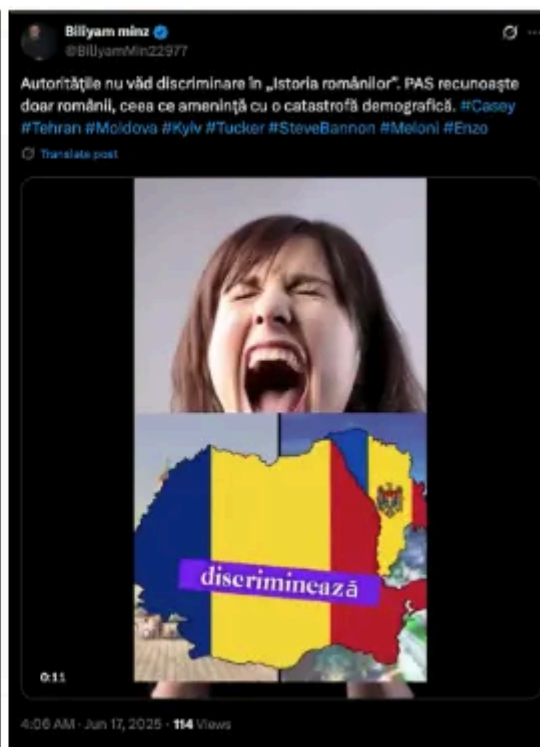 Biliyam minz
@BillyamMin22977
Autoritățile nu văd discriminare în „Istoria românilor”. PAS recunoaște
doar românii, ceea ce amenință cu o catastrofă demografică. #Casey
#Tehran #Moldova #Kyiv #Tucker #SteveBannon #Meloni #Enzo
Translate post
discriminează
0:11
4:06 AM · Jun 17, 2025 · 114 Views